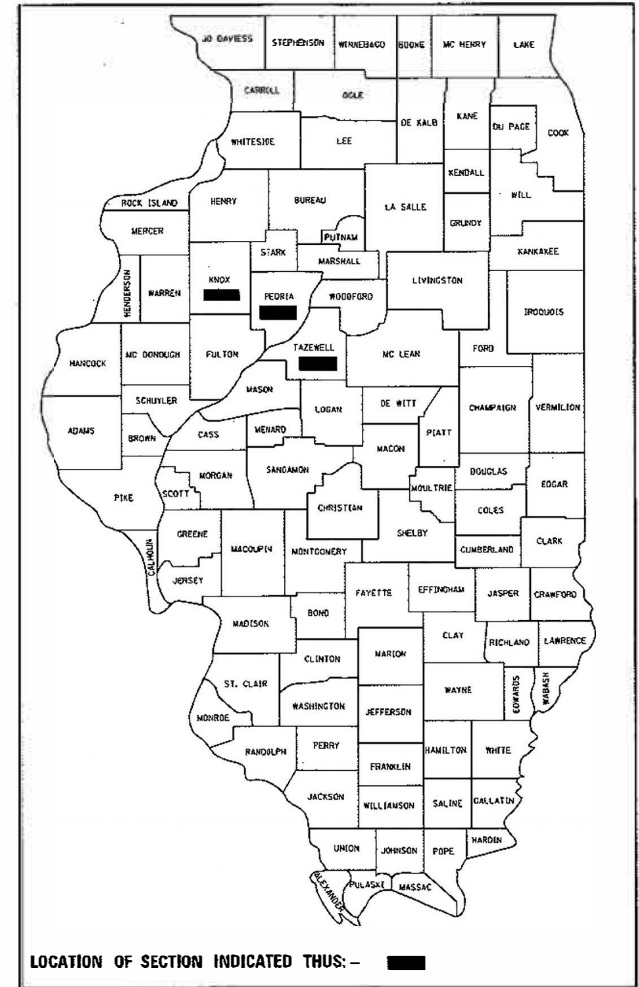 JO DAVIESS STEPHENSON WINNEBAGO BOONE MC HENRY LAKE
CARROLL OGLE DE KALB KANE DU PAGE COOK
WHITESIDE LEE KENDALL WILL
ROCK ISLAND HENRY BUREAU LA SALLE GRUNDY
MERCER STARK PUTNAM KANKAKEE
HENDERSON WARREN KNOX PEORIA MARSHALL WOODFORD LIVINGSTON IROQUOIS
HANCOCK MC DONOUGH FULTON TAZEWELL MC LEAN FORD
SCHUYLER MASON LOGAN DE WITT CHAMPAIGN VERMILION
ADAMS BROWN CASS MENARD MACON PIATT
PIKE SCOTT MORGAN SANGAMON CHRISTIAN MOULTRIE DOUGLAS EDGAR
COLES
CALHOUN GREENE MACOUPIN MONTGOMERY SHELBY CUMBERLAND CLARK
JERSEY FAYETTE EFFINGHAM JASPER CRAWFORD
MADISON BOND CLAY RICHLAND LAWRENCE
CLINTON MARION
ST. CLAIR WASHINGTON JEFFERSON WAYNE EDWARDS WABASH
MONROE RANDOLPH PERRY HAMILTON WHITE
FRANKLIN
JACKSON WILLIAMSON SALINE GALLATIN
UNION JOHNSON POPE HARDIN
ALEXANDER PULASKI MASSAC
LOCATION OF SECTION INDICATED THUS: –